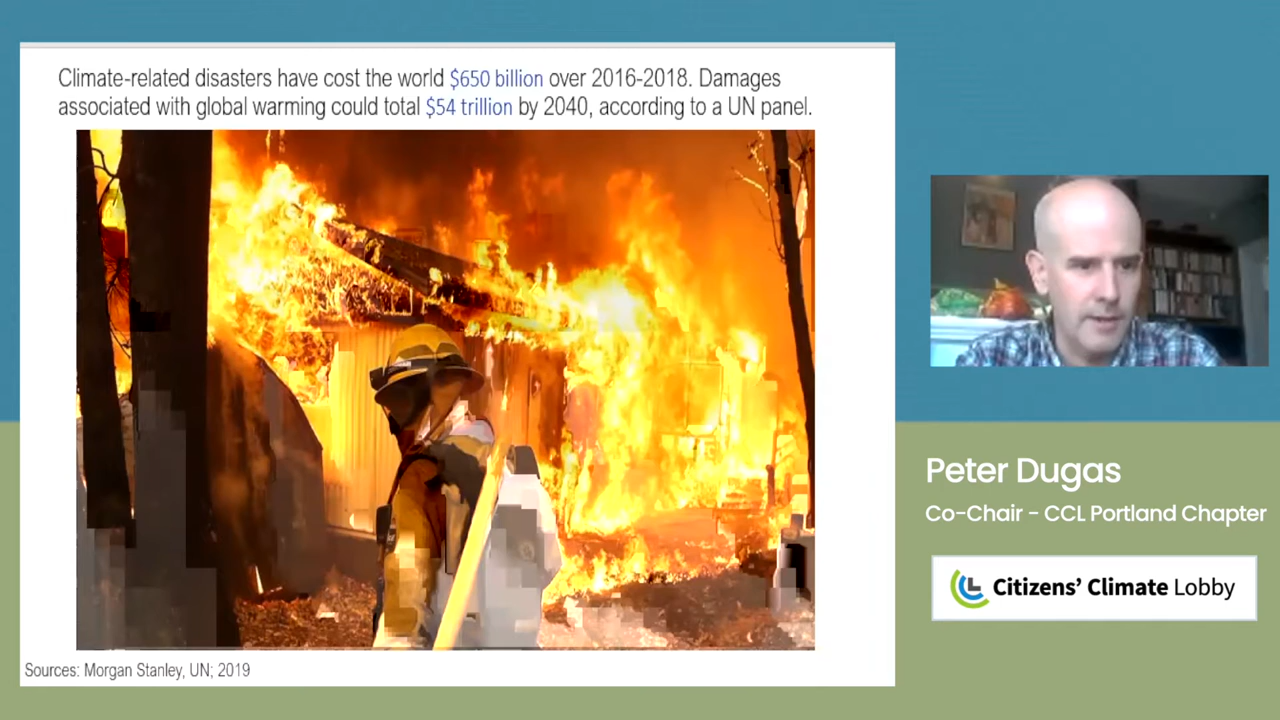 Climate-related disasters have cost the world $650 billion over 2016-2018. Damages
associated with global warming could total $54 trillion by 2040, according to a UN panel.
Sources: Morgan Stanley, UN; 2019
Peter Dugas
Co-Chair - CCL Portland Chapter
Citizens' Climate Lobby